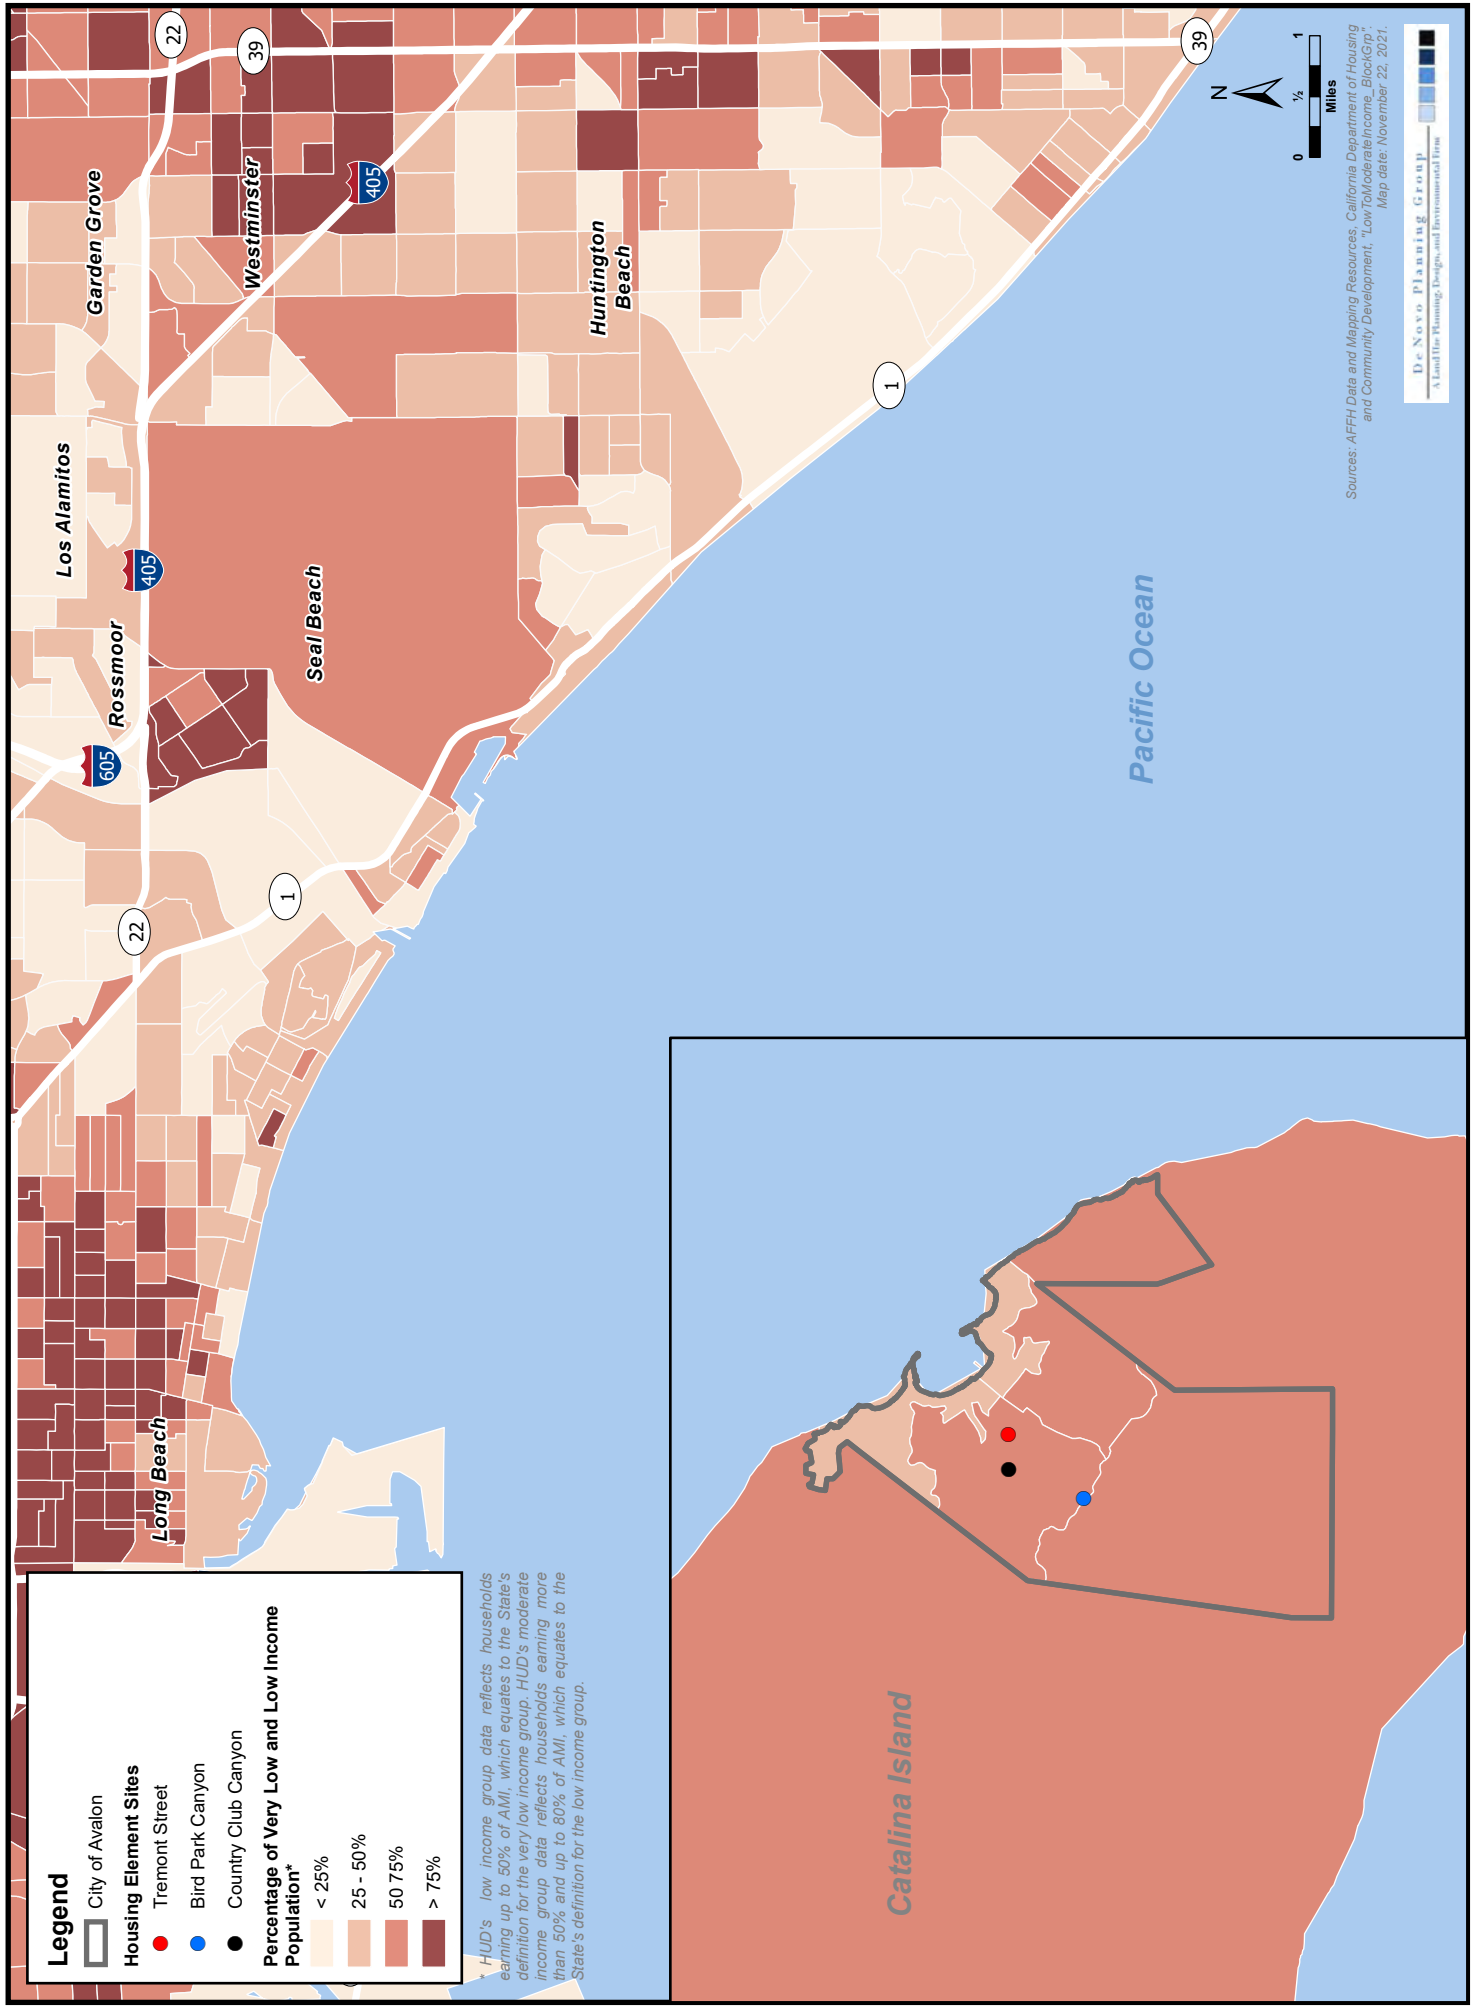 Legend
City of Avalon
Housing Element Sites
Tremont Street
Bird Park Canyon
Country Club Canyon
Percentage of Very Low and Low Income
Population*
< 25%
25 - 50%
50 75%
> 75%
* HUD's low income group data reflects households
earning up to 50% of AMI, which equates to the State's
definition for the very low income group. HUD's moderate
income group data reflects households earning more
than 50% and up to 80% of AMI, which equates to the
State's definition for the low income group.
Long Beach
22
1
605
Rossmoor
405
Los Alamitos
Seal Beach
Garden Grove
Westminster
405
22
39
Huntington
Beach
1
39
Pacific Ocean
Catalina Island
N
0
½
1
Miles
Sources: AFFH Data and Mapping Resources, California Department of Housing
and Community Development, "LowToModerateIncome_BlockGrp".
Map date: November 22, 2021.
De Novo Planning Group
A Land Use Planning, Design, and Environmental Firm